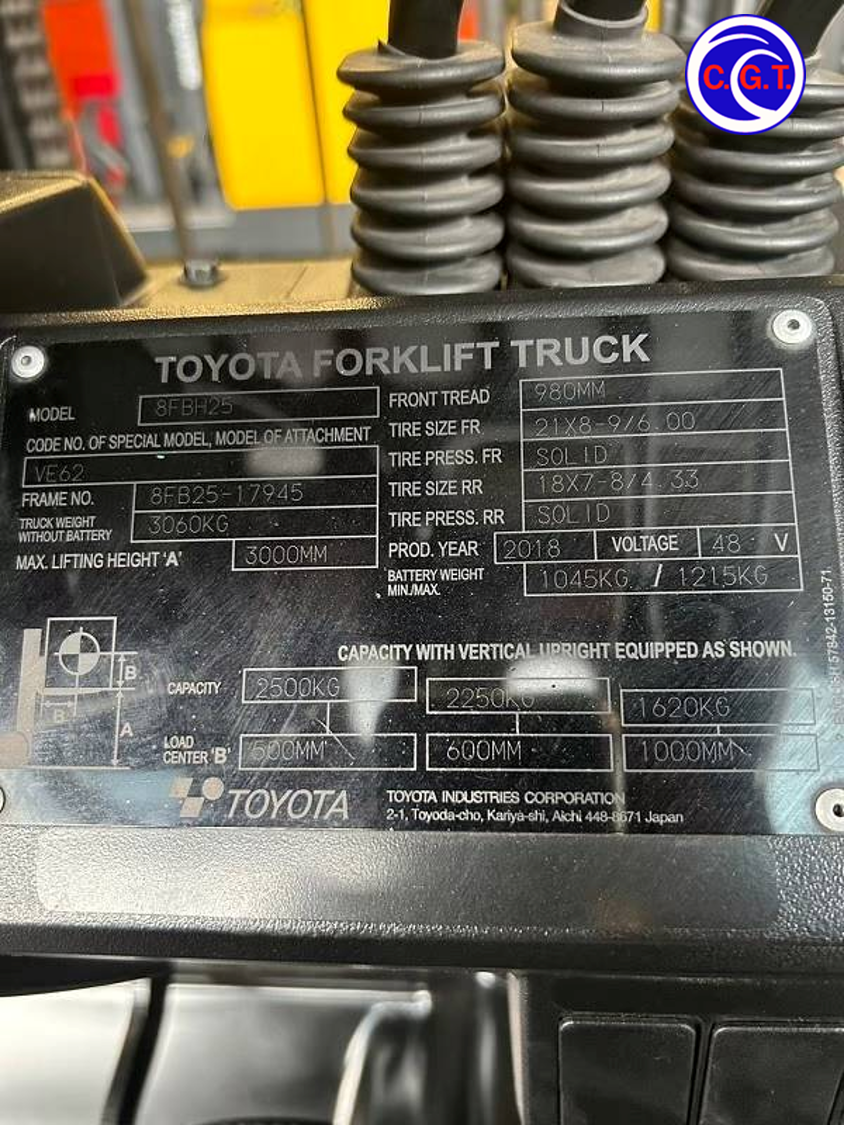 C.G.T.
TOYOTA FORKLIFT TRUCK
MODEL 8FBH25
CODE NO. OF SPECIAL MODEL, MODEL OF ATTACHMENT
VE62
FRAME NO. 8FB25-17945
TRUCK WEIGHT WITHOUT BATTERY 3060KG
MAX. LIFTING HEIGHT 'A' 3000MM
FRONT TREAD 980MM
TIRE SIZE FR 21X8-9/6.00
TIRE PRESS. FR SOLID
TIRE SIZE RR 18X7-8/4.33
TIRE PRESS. RR SOLID
PROD. YEAR 2018 VOLTAGE 48 V
BATTERY WEIGHT MIN./MAX. 1045KG / 1215KG
CAPACITY WITH VERTICAL UPRIGHT EQUIPPED AS SHOWN.
B
B
A
CAPACITY 2500KG 2250KG 1620KG
LOAD CENTER 'B' 500MM 600MM 1000MM
TOYOTA
TOYOTA INDUSTRIES CORPORATION
2-1, Toyoda-cho, Kariya-shi, Aichi 448-8671 Japan
57842-13150-71